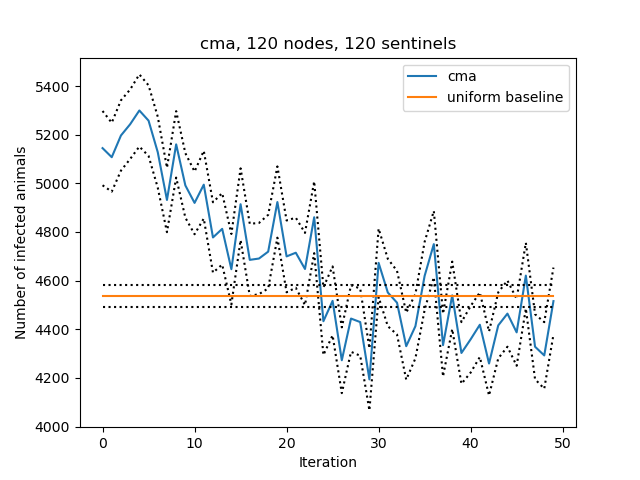 cma, 120 nodes, 120 sentinels
cma
uniform baseline
Number of infected animals
5400
5200
5000
4800
4600
4400
4200
4000
0 10 20 30 40 50
Iteration